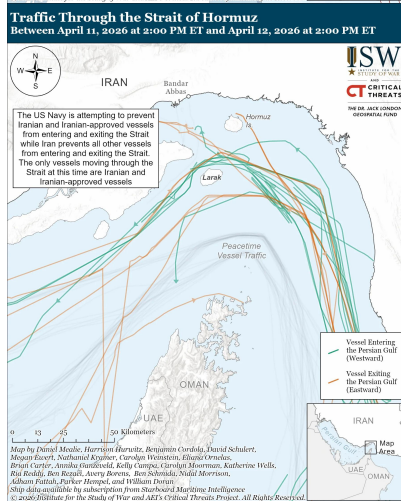 Traffic Through the Strait of Hormuz
Between April 11, 2026 at 2:00 PM ET and April 12, 2026 at 2:00 PM ET
N
W
E
S
IRAN
Bandar
Abbas
ISW
INSTITUTE FOR THE
STUDY OF WAR
AND
CT CRITICAL
THREATS
THE DR. JACK LONDON
GEOSPATIAL FUND
The US Navy is attempting to prevent
Iranian and Iranian-approved vessels
from entering and exiting the Strait
while Iran prevents all other vessels
from entering and exiting the Strait.
The only vessels moving through the
Strait at this time are Iranian and
Iranian-approved vessels
Hormuz
Is
Larak
Peacetime
Vessel Traffic
Vessel Entering
the Persian Gulf
(Westward)
Vessel Exiting
the Persian Gulf
(Eastward)
OMAN
UAE
0 13 25 50 Kilometers
IRAN
Map
Area
UAE
OMAN
Map by Daniel Mealie, Harrison Hurwitz, Benjamin Cordola, David Schulert,
Megan Ewert, Nathaniel Kramer, Carolyn Weinstein, Eliana Ornelas,
Brian Carter, Annika Ganzeveld, Kelly Campa, Carolyn Moorman, Katherine Wells,
Ria Reddy, Ben Rezaei, Avery Borens, Ben Schmida, Nidal Morrison,
Adham Fattah, Parker Hempel, and William Doran
Ship data available by subscription from Starboard Maritime Intelligence
© 2026 Institute for the Study of War and AEI's Critical Threats Project. All Rights Reserved.